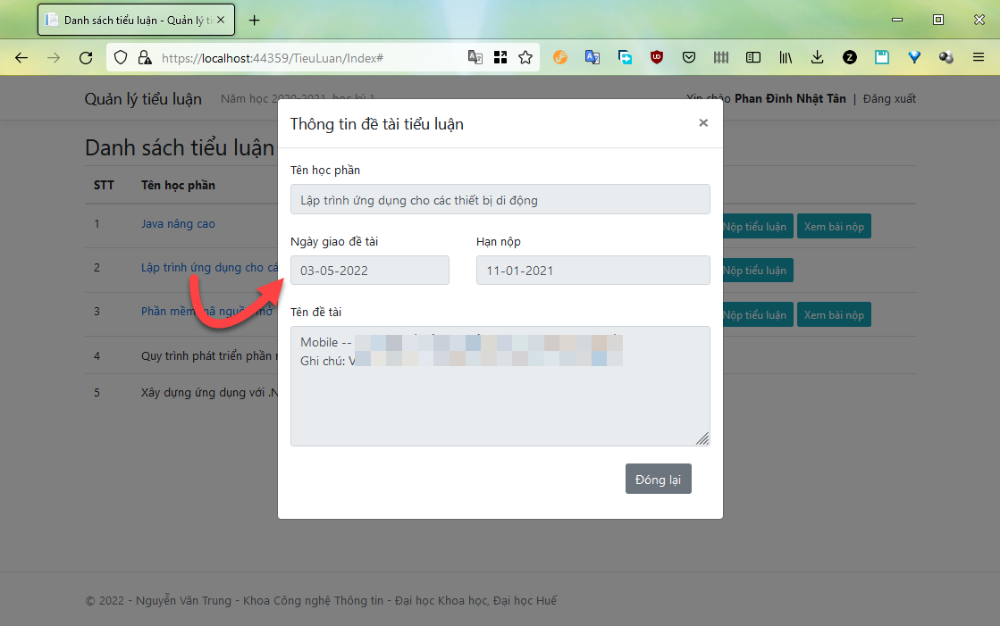 Danh sách tiểu luận - Quản lý ti
https://localhost:44359/TieuLuan/Index#
Quản lý tiểu luận
Năm học 2020-2021, học kỳ 1
Xin chào Phan Đình Nhật Tân | Đăng xuất
Thông tin đề tài tiểu luận ×
Danh sách tiểu luận
Tên học phần
STT Tên học phần
Lập trình ứng dụng cho các thiết bị di động
1 Java nâng cao
Nộp tiểu luận Xem bài nộp
Ngày giao đề tài Hạn nộp
03-05-2022 11-01-2021
2 Lập trình ứng dụng cho cá
Nộp tiểu luận
3 Phần mềm mã nguồn mở
Nộp tiểu luận Xem bài nộp
Tên đề tài
Mobile --
Ghi chú: V
4 Quy trình phát triển phần
5 Xây dựng ứng dụng với .N
Đóng lại
© 2022 - Nguyễn Văn Trung - Khoa Công nghệ Thông tin - Đại học Khoa học, Đại học Huế